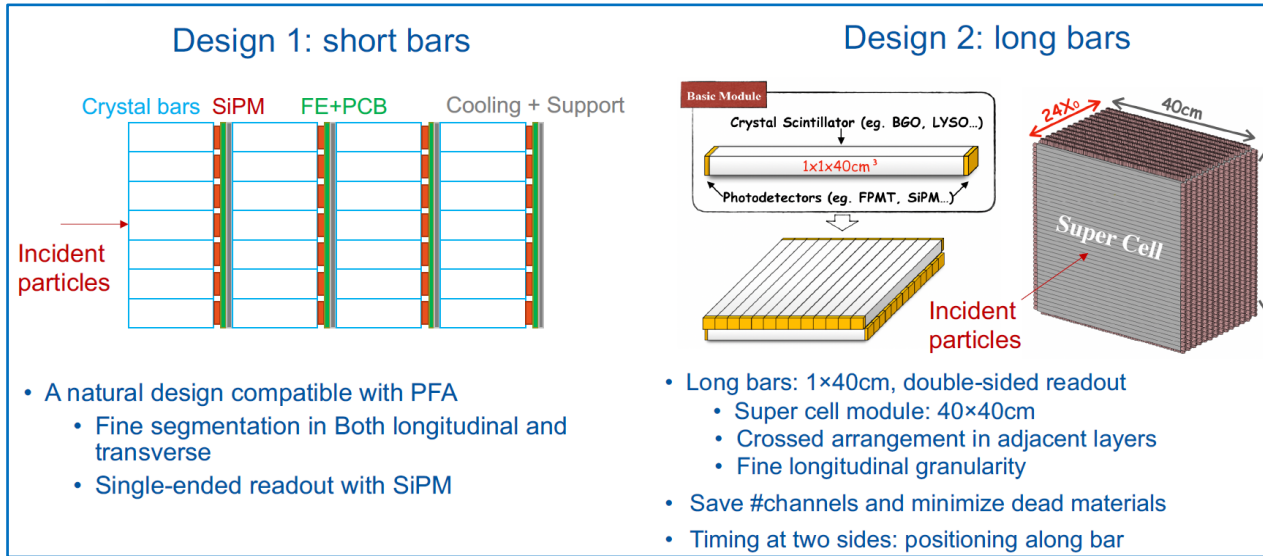 Design 1: short bars
Crystal bars SiPM FE+PCB Cooling + Support
Incident
particles
• A natural design compatible with PFA
• Fine segmentation in Both longitudinal and
transverse
• Single-ended readout with SiPM
Design 2: long bars
Basic Module
Crystal Scintillator (eg. BGO, LYSO...)
1x1x40cm³
Photodetectors (eg. FPMT, SiPM...)
24X₀
40cm
Super Cell
Incident
particles
• Long bars: 1×40cm, double-sided readout
• Super cell module: 40×40cm
• Crossed arrangement in adjacent layers
• Fine longitudinal granularity
• Save #channels and minimize dead materials
• Timing at two sides: positioning along bar